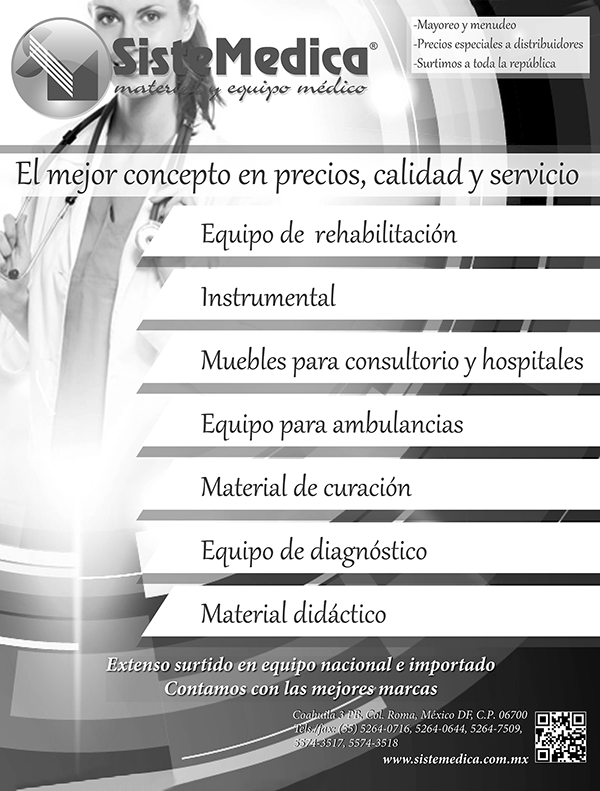 SisteMedica®
material y equipo médico
-Mayoreo y menudeo
-Precios especiales a distribuidores
-Surtimos a toda la república
El mejor concepto en precios, calidad y servicio
Equipo de rehabilitación
Instrumental
Muebles para consultorio y hospitales
Equipo para ambulancias
Material de curación
Equipo de diagnóstico
Material didáctico
Extenso surtido en equipo nacional e importado
Contamos con las mejores marcas
Coahuila 3 PB, Col. Roma, México DF, C.P. 06700
Tels./fax: (55) 5264-0716, 5264-0644, 5264-7509,
5574-3517, 5574-3518
www.sistemedica.com.mx